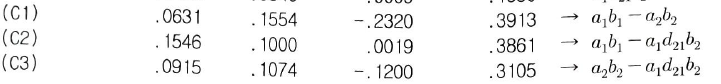 (C1) .0631 .1554 -.2320 .3913 → a₁b₁ − a₂b₂
(C2) .1546 .1000 .0019 .3861 → a₁b₁ − a₁d₂₁b₂
(C3) .0915 .1074 -.1200 .3105 → a₂b₂ − a₁d₂₁b₂